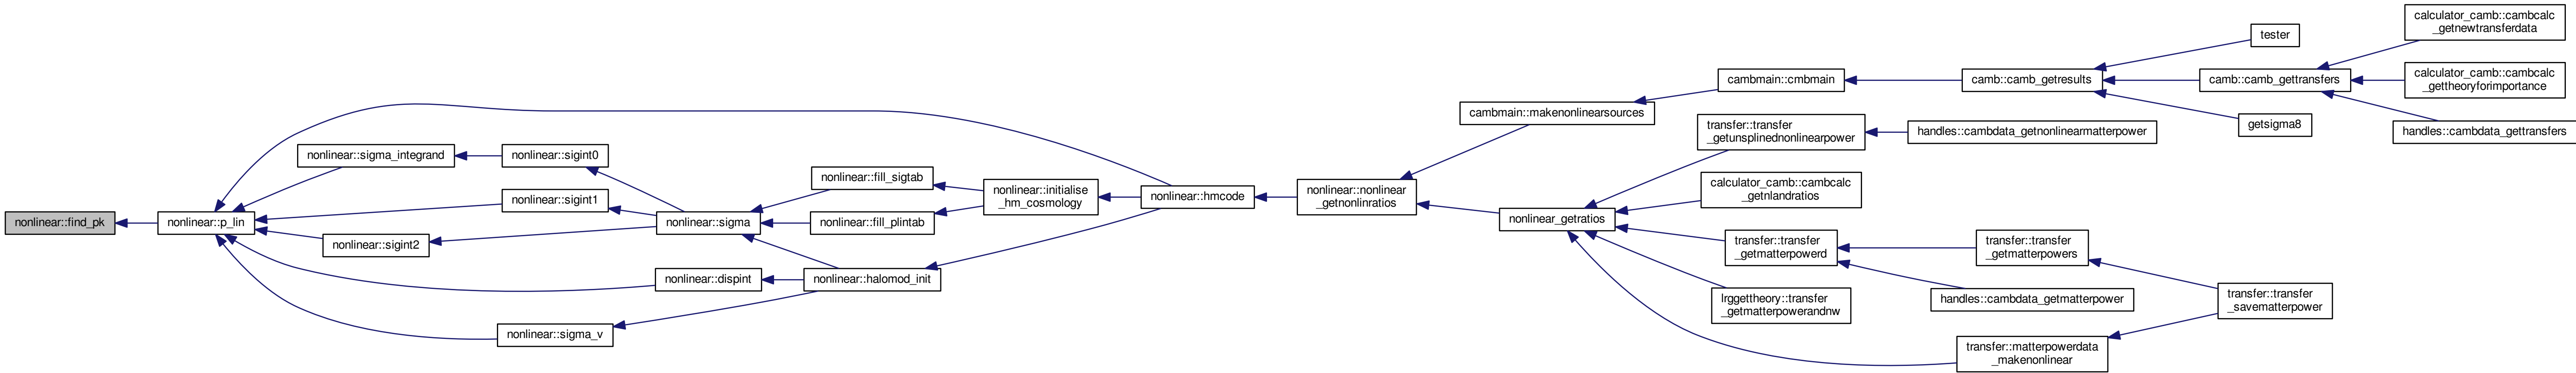 nonlinear::find_pk
nonlinear::p_lin
nonlinear::sigma_integrand
nonlinear::sigint1
nonlinear::sigint2
nonlinear::sigint0
nonlinear::dispint
nonlinear::sigma_v
nonlinear::sigma
nonlinear::fill_sigtab
nonlinear::fill_plintab
nonlinear::halomod_init
nonlinear::initialise
_hm_cosmology
nonlinear::hmcode
nonlinear::nonlinear
_getnonlinratios
cambmain::makenonlinearsources
nonlinear_getratios
cambmain::cmbmain
transfer::transfer
_getunsplinednonlinearpower
calculator_camb::cambcalc
_getnlandratios
transfer::transfer
_getmatterpowerd
lrggettheory::transfer
_getmatterpowerandnw
transfer::matterpowerdata
_makenonlinear
camb::camb_getresults
handles::cambdata_getnonlinearmatterpower
transfer::transfer
_getmatterpowers
handles::cambdata_getmatterpower
transfer::transfer
_savematterpower
tester
camb::camb_gettransfers
getsigma8
calculator_camb::cambcalc
_getnewtransferdata
calculator_camb::cambcalc
_gettheoryforimportance
handles::cambdata_gettransfers